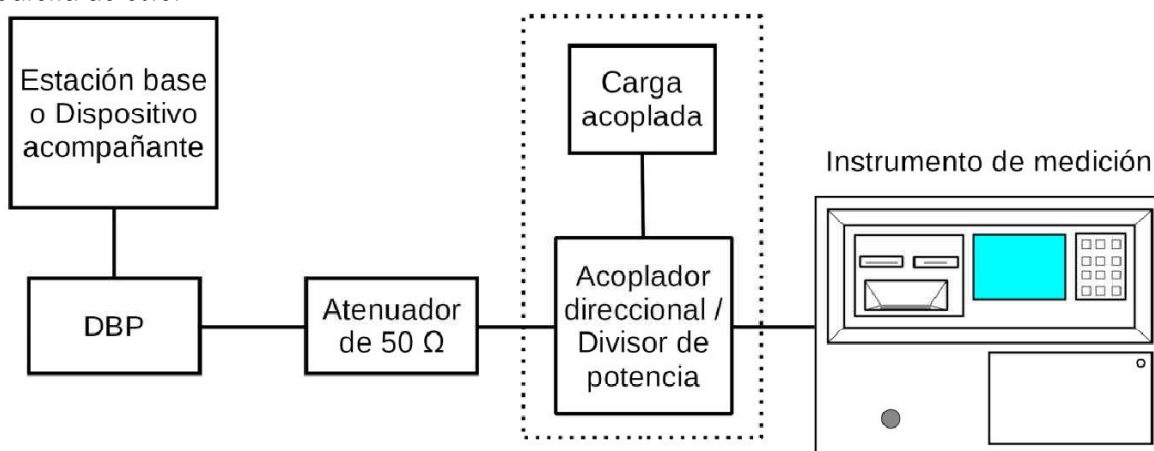 Estación base
o Dispositivo
acompañante
DBP
Atenuador
de 50 Ω
Carga
acoplada
Acoplador
direccional /
Divisor de
potencia
Instrumento de medición